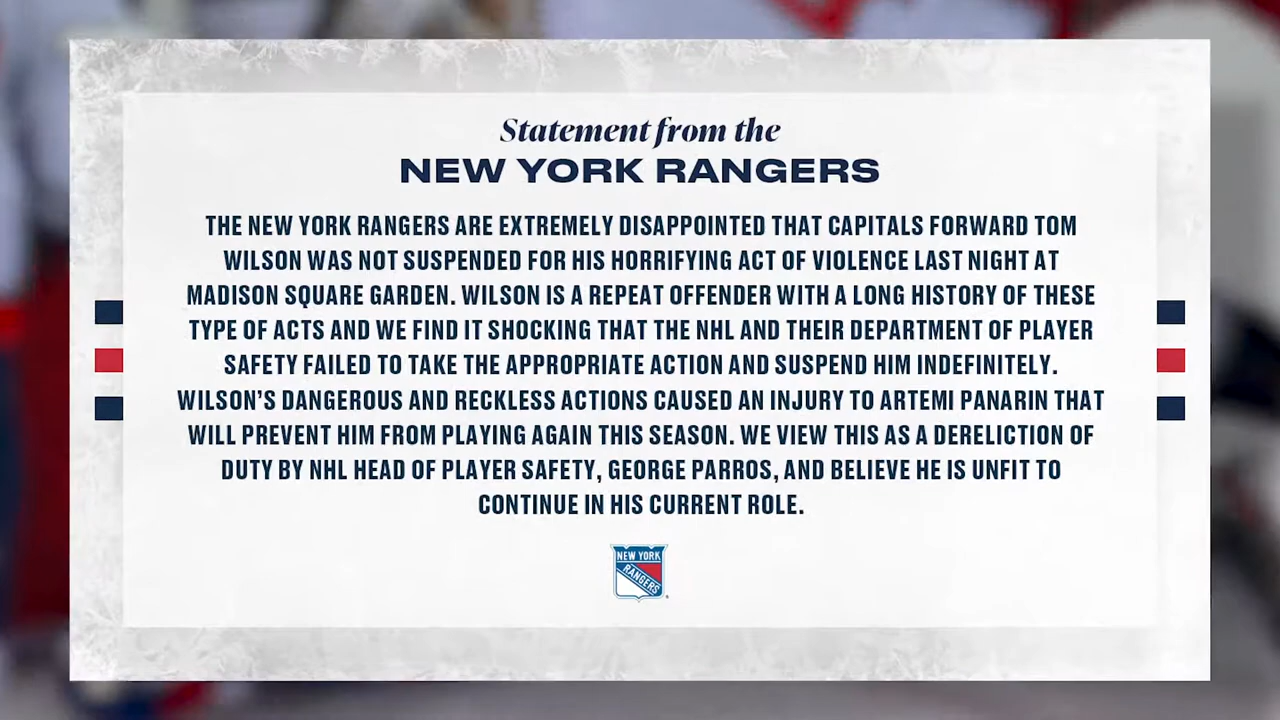 Statement from the
NEW YORK RANGERS
THE NEW YORK RANGERS ARE EXTREMELY DISAPPOINTED THAT CAPITALS FORWARD TOM
WILSON WAS NOT SUSPENDED FOR HIS HORRIFYING ACT OF VIOLENCE LAST NIGHT AT
MADISON SQUARE GARDEN. WILSON IS A REPEAT OFFENDER WITH A LONG HISTORY OF THESE
TYPE OF ACTS AND WE FIND IT SHOCKING THAT THE NHL AND THEIR DEPARTMENT OF PLAYER
SAFETY FAILED TO TAKE THE APPROPRIATE ACTION AND SUSPEND HIM INDEFINITELY.
WILSON'S DANGEROUS AND RECKLESS ACTIONS CAUSED AN INJURY TO ARTEMI PANARIN THAT
WILL PREVENT HIM FROM PLAYING AGAIN THIS SEASON. WE VIEW THIS AS A DERELICTION OF
DUTY BY NHL HEAD OF PLAYER SAFETY, GEORGE PARROS, AND BELIEVE HE IS UNFIT TO
CONTINUE IN HIS CURRENT ROLE.
NEW YORK
RANGERS